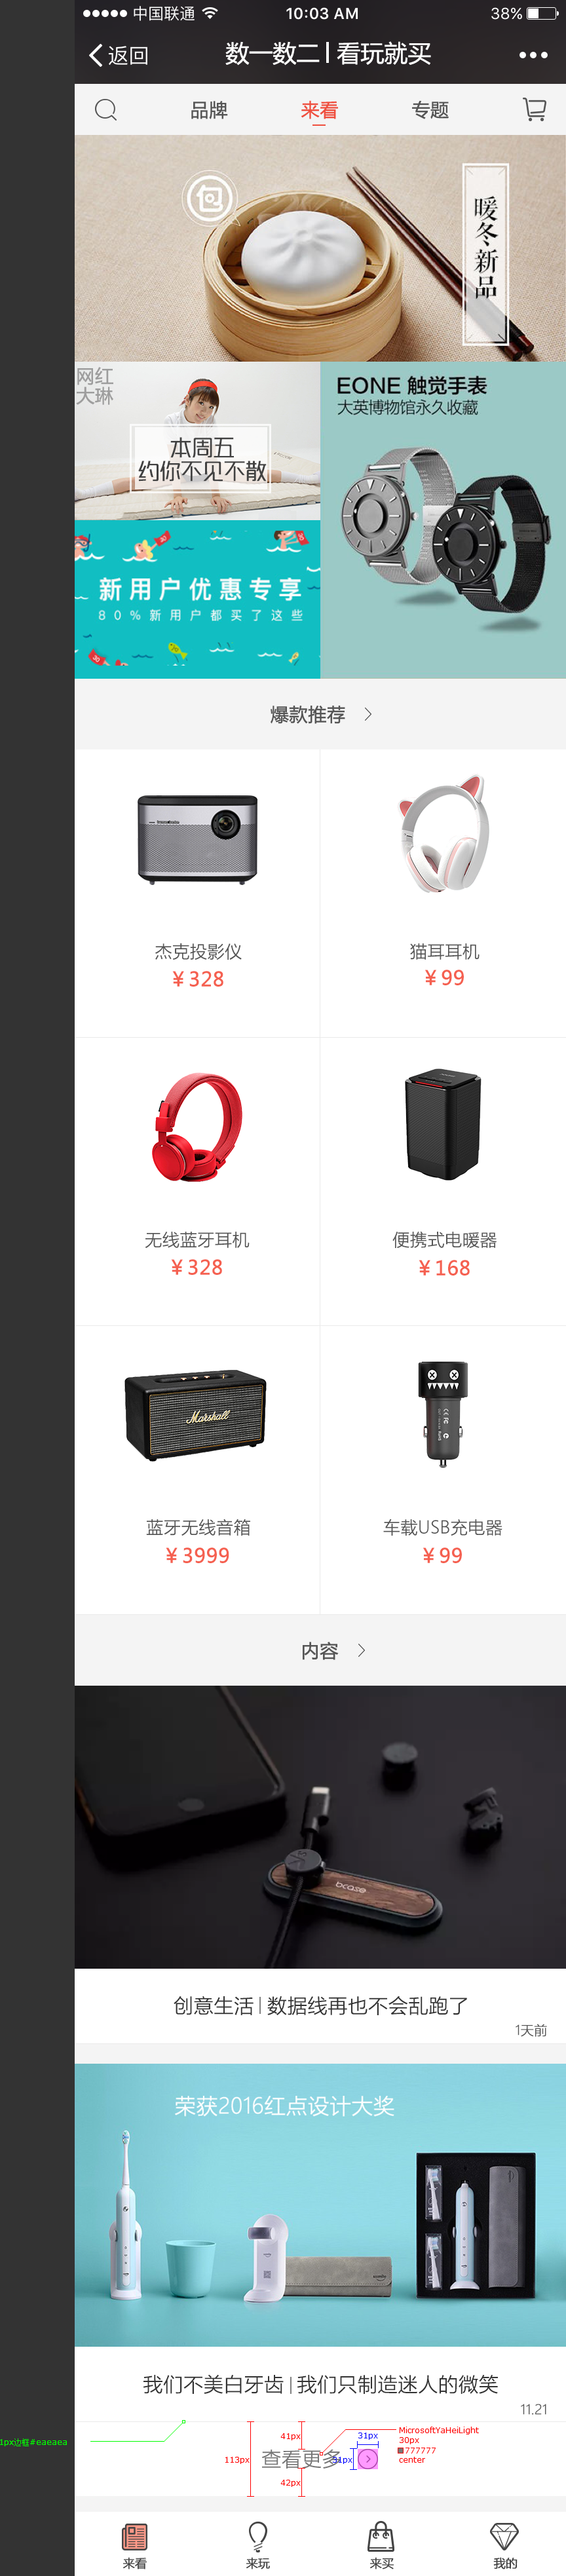 中国联通
10:03 AM
38%
返回
数一数二 | 看玩就买
品牌
来看
专题
包
暖冬新品
网红
大琳
本周五
约你不见不散
EONE 触觉手表
大英博物馆永久收藏
新用户优惠专享
80%新用户都买了这些
爆款推荐
杰克投影仪
¥328
猫耳耳机
¥99
无线蓝牙耳机
¥328
便携式电暖器
¥168
Marshall
蓝牙无线音箱
¥3999
车载USB充电器
¥99
内容
bcase
创意生活 | 数据线再也不会乱跑了
1天前
荣获2016红点设计大奖
我们不美白牙齿 | 我们只制造迷人的微笑
11.21
1px边框#eaeaea
113px
41px
42px
查看更多
31px
31px
MicrosoftYaHeiLight
30px
777777
center
来看
来玩
来买
我的